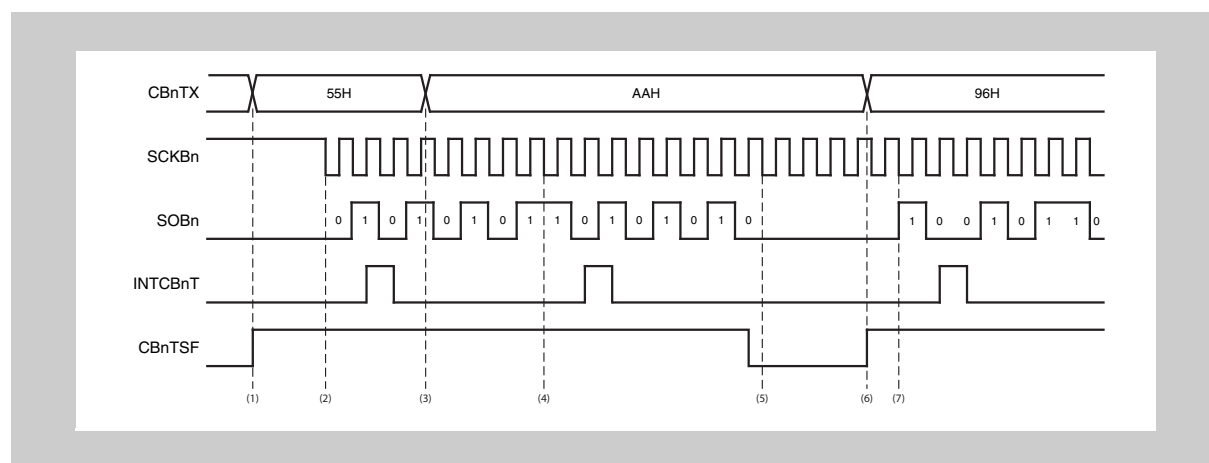 CBnTX 55H AAH 96H
SCKBn
SOBn 0 1 0 1 0 1 0 1 1 0 1 0 1 0 1 0 1 0 0 1 0 1 1 0
INTCBnT
CBnTSF
(1) (2) (3) (4) (5) (6) (7)